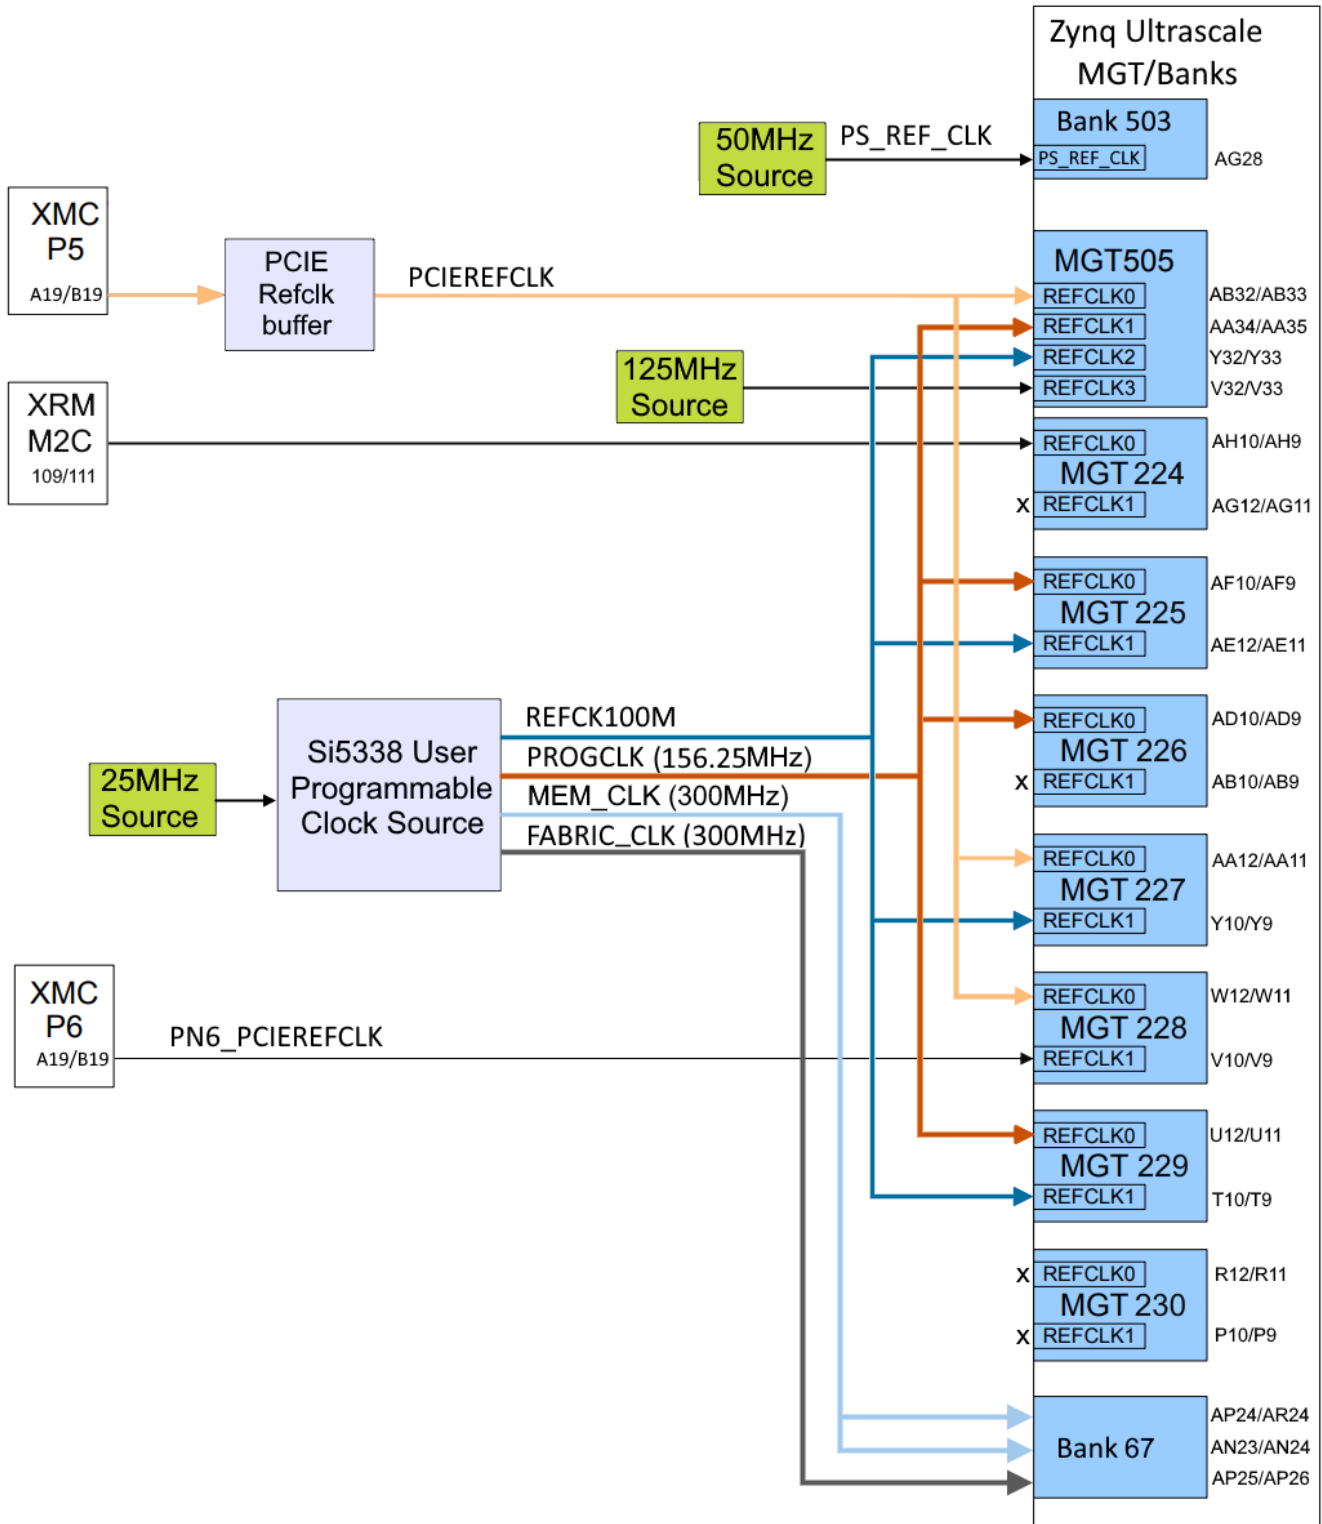 Zynq Ultrascale
MGT/Banks
Bank 503
50MHz
Source
PS_REF_CLK
PS_REF_CLK
AG28
XMC
P5
A19/B19
PCIE
Refclk
buffer
PCIEREFCLK
MGT505
REFCLK0
AB32/AB33
REFCLK1
AA34/AA35
REFCLK2
Y32/Y33
REFCLK3
V32/V33
125MHz
Source
XRM
M2C
109/111
REFCLK0
AH10/AH9
MGT 224
X
REFCLK1
AG12/AG11
REFCLK0
AF10/AF9
MGT 225
REFCLK1
AE12/AE11
25MHz
Source
Si5338 User
Programmable
Clock Source
REFCK100M
PROGCLK (156.25MHz)
MEM_CLK (300MHz)
FABRIC_CLK (300MHz)
REFCLK0
AD10/AD9
MGT 226
X
REFCLK1
AB10/AB9
REFCLK0
AA12/AA11
MGT 227
REFCLK1
Y10/Y9
XMC
P6
A19/B19
PN6_PCIEREFCLK
REFCLK0
W12/W11
MGT 228
REFCLK1
V10/V9
REFCLK0
U12/U11
MGT 229
REFCLK1
T10/T9
X
REFCLK0
R12/R11
MGT 230
X
REFCLK1
P10/P9
Bank 67
AP24/AR24
AN23/AN24
AP25/AP26